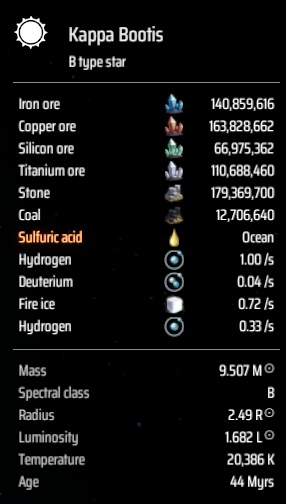 Kappa Bootis
B type star
Iron ore 140,859,616
Copper ore 163,828,662
Silicon ore 66,975,362
Titanium ore 110,688,460
Stone 179,369,700
Coal 12,706,640
Sulfuric acid Ocean
Hydrogen 1.00 /s
Deuterium 0.04 /s
Fire ice 0.72 /s
Hydrogen 0.33 /s
Mass 9.507 M☉
Spectral class B
Radius 2.49 R☉
Luminosity 1.682 L☉
Temperature 20,386 K
Age 44 Myrs